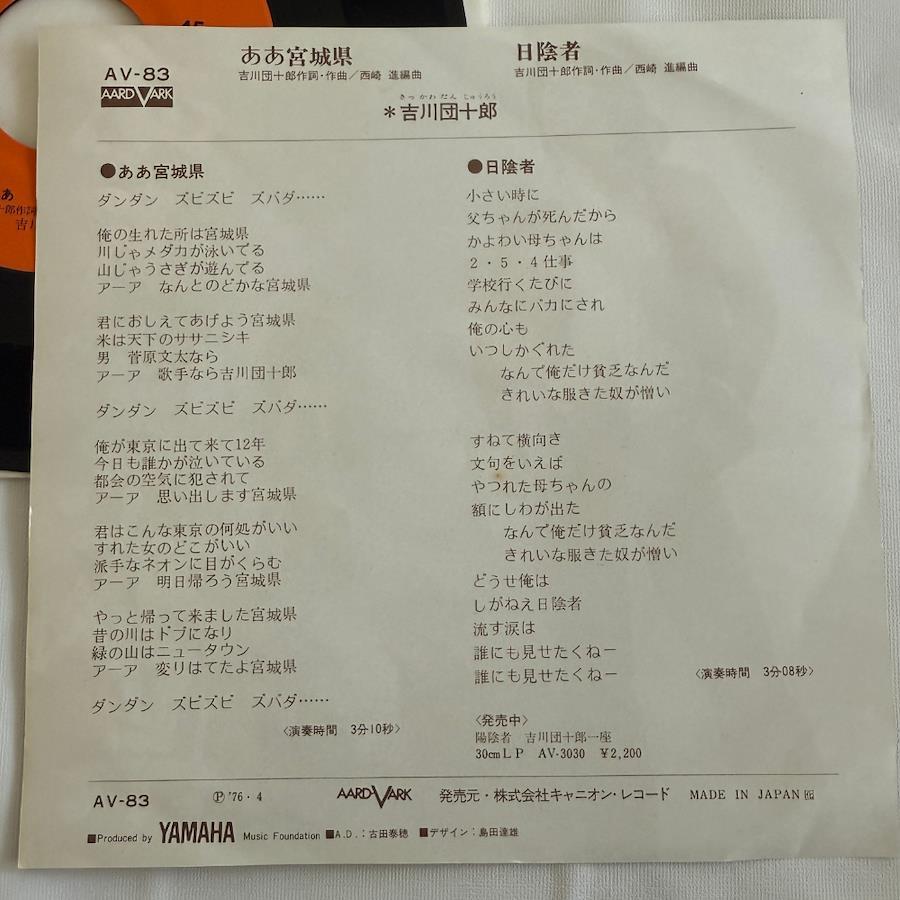 45
AV-83
AARDVARK
ああ宮城県
吉川団十郎作詞・作曲／西崎 進編曲
日陰者
吉川団十郎作詞・作曲／西崎 進編曲
きっかわだん じゅうろう
＊吉川団十郎
●ああ宮城県
ダンダン ズビズビ ズバダ……
俺の生れた所は宮城県
川じゃメダカが泳いでる
山じゃうさぎが遊んでる
アーア なんとのどかな宮城県
君におしえてあげよう宮城県
米は天下のササニシキ
男 菅原文太なら
アーア 歌手なら吉川団十郎
ダンダン ズビズビ ズバダ……
俺が東京に出て来て12年
今日も誰かが泣いている
都会の空気に犯されて
アーア 思い出します宮城県
君はこんな東京の何処がいい
すれた女のどこがいい
派手なネオンに目がくらむ
アーア 明日帰ろう宮城県
やっと帰って来ました宮城県
昔の川はドブになり
緑の山はニュータウン
アーア 変りはてたよ宮城県
ダンダン ズビズビ ズバダ……
〈演奏時間 3分10秒〉
●日陰者
小さい時に
父ちゃんが死んだから
かよわい母ちゃんは
2・5・4仕事
学校行くたびに
みんなにバカにされ
俺の心も
いつしかぐれた
なんで俺だけ貧乏なんだ
きれいな服きた奴が憎い
すねて横向き
文句をいえば
やつれた母ちゃんの
額にしわが出た
なんで俺だけ貧乏なんだ
きれいな服きた奴が憎い
どうせ俺は
しがねえ日陰者
流す涙は
誰にも見せたくねー
誰にも見せたくねー
〈演奏時間 3分08秒〉
〈発売中〉
陽陰者 吉川団十郎一座
30cmLP AV-3030 ￥2,200
AV-83
Ⓟ'76・4
AARDVARK
発売元・株式会社キャニオン・レコード
MADE IN JAPAN
■Produced by YAMAHA Music Foundation ■A.D.：古田泰穂 ■デザイン：島田達雄